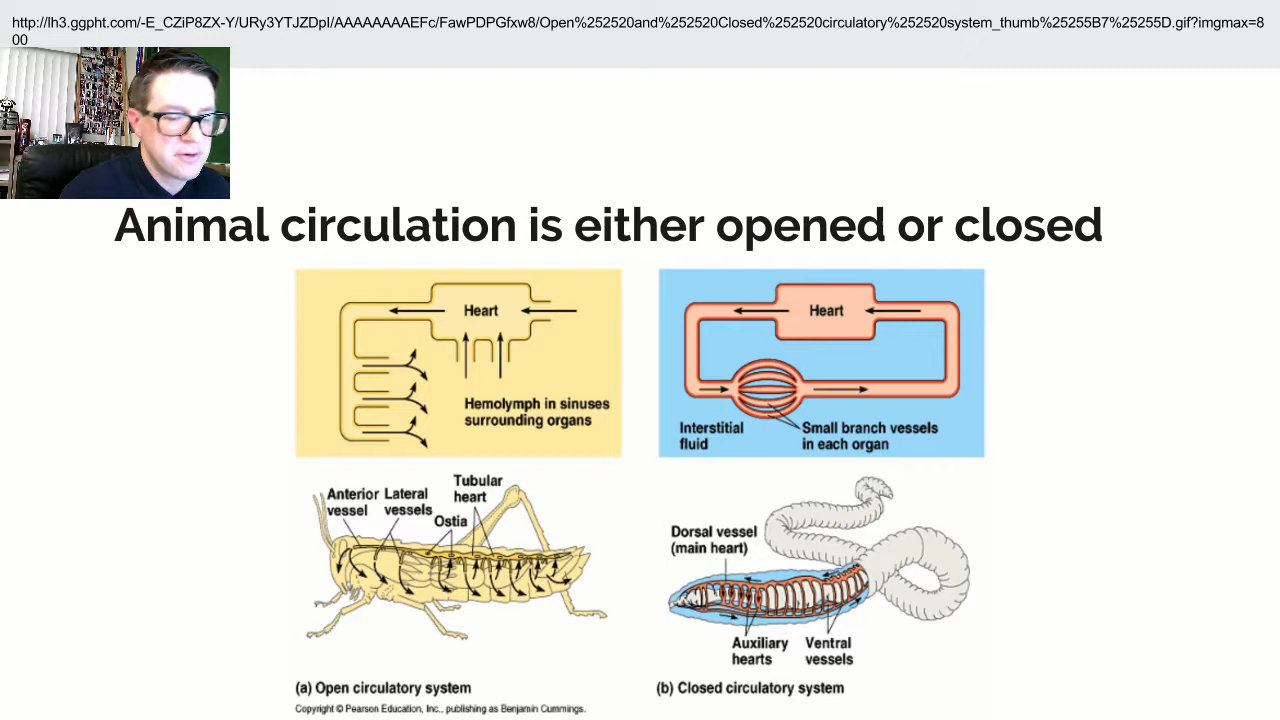 http://lh3.ggpht.com/-E_CZiP8ZX-Y/URy3YTJZDpI/AAAAAAAAEFc/FawPDPGfxw8/Open%252520and%252520Closed%252520circulatory%252520system_thumb%25255B7%25255D.gif?imgmax=8
00
Animal circulation is either opened or closed
Heart
Hemolymph in sinuses
surrounding organs
Heart
Interstitial
fluid
Small branch vessels
in each organ
Anterior
vessel
Lateral
vessels
Tubular
heart
Ostia
Dorsal vessel
(main heart)
Auxiliary
hearts
Ventral
vessels
(a) Open circulatory system
(b) Closed circulatory system
Copyright © Pearson Education, Inc., publishing as Benjamin Cummings.